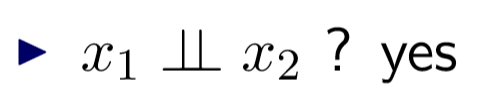 ▶ x₁ ⫫ x₂ ? yes